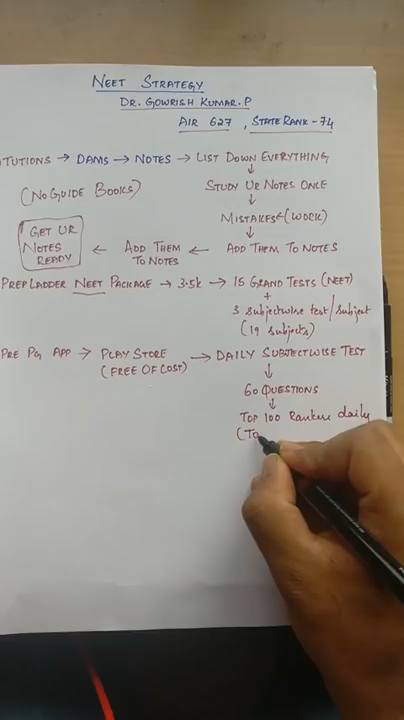 NEET STRATEGY
DR. GOWRISH KUMAR. P
AIR 627 , STATE RANK - 74
TUTIONS → DAMS → NOTES → LIST DOWN EVERYTHING
↓
(NO GUIDE BOOKS) STUDY UR NOTES ONCE
↓
MISTAKES (WORK)
↓
GET UR NOTES READY ← ADD THEM TO NOTES ← ADD THEM TO NOTES
PREPLADDER NEET PACKAGE → 3.5k → 15 GRAND TESTS (NEET)
+
3 subjectwise test/subject
(19 subjects)
PRE PG APP → PLAY STORE → DAILY SUBJECTWISE TEST
(FREE OF COST) ↓
60 QUESTIONS
↓
TOP 100 Rankers daily
(TO